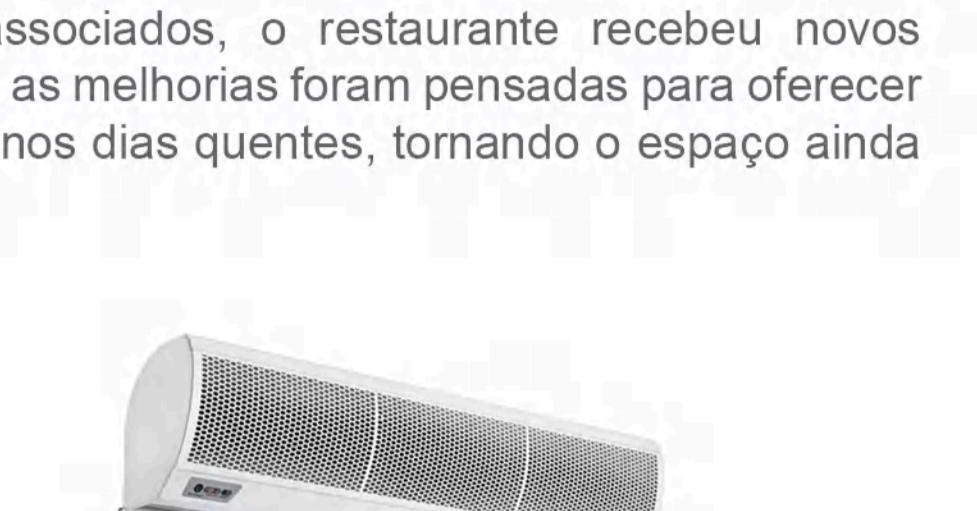 associados, o restaurante recebeu novos
as melhorias foram pensadas para oferecer
nos dias quentes, tornando o espaço ainda